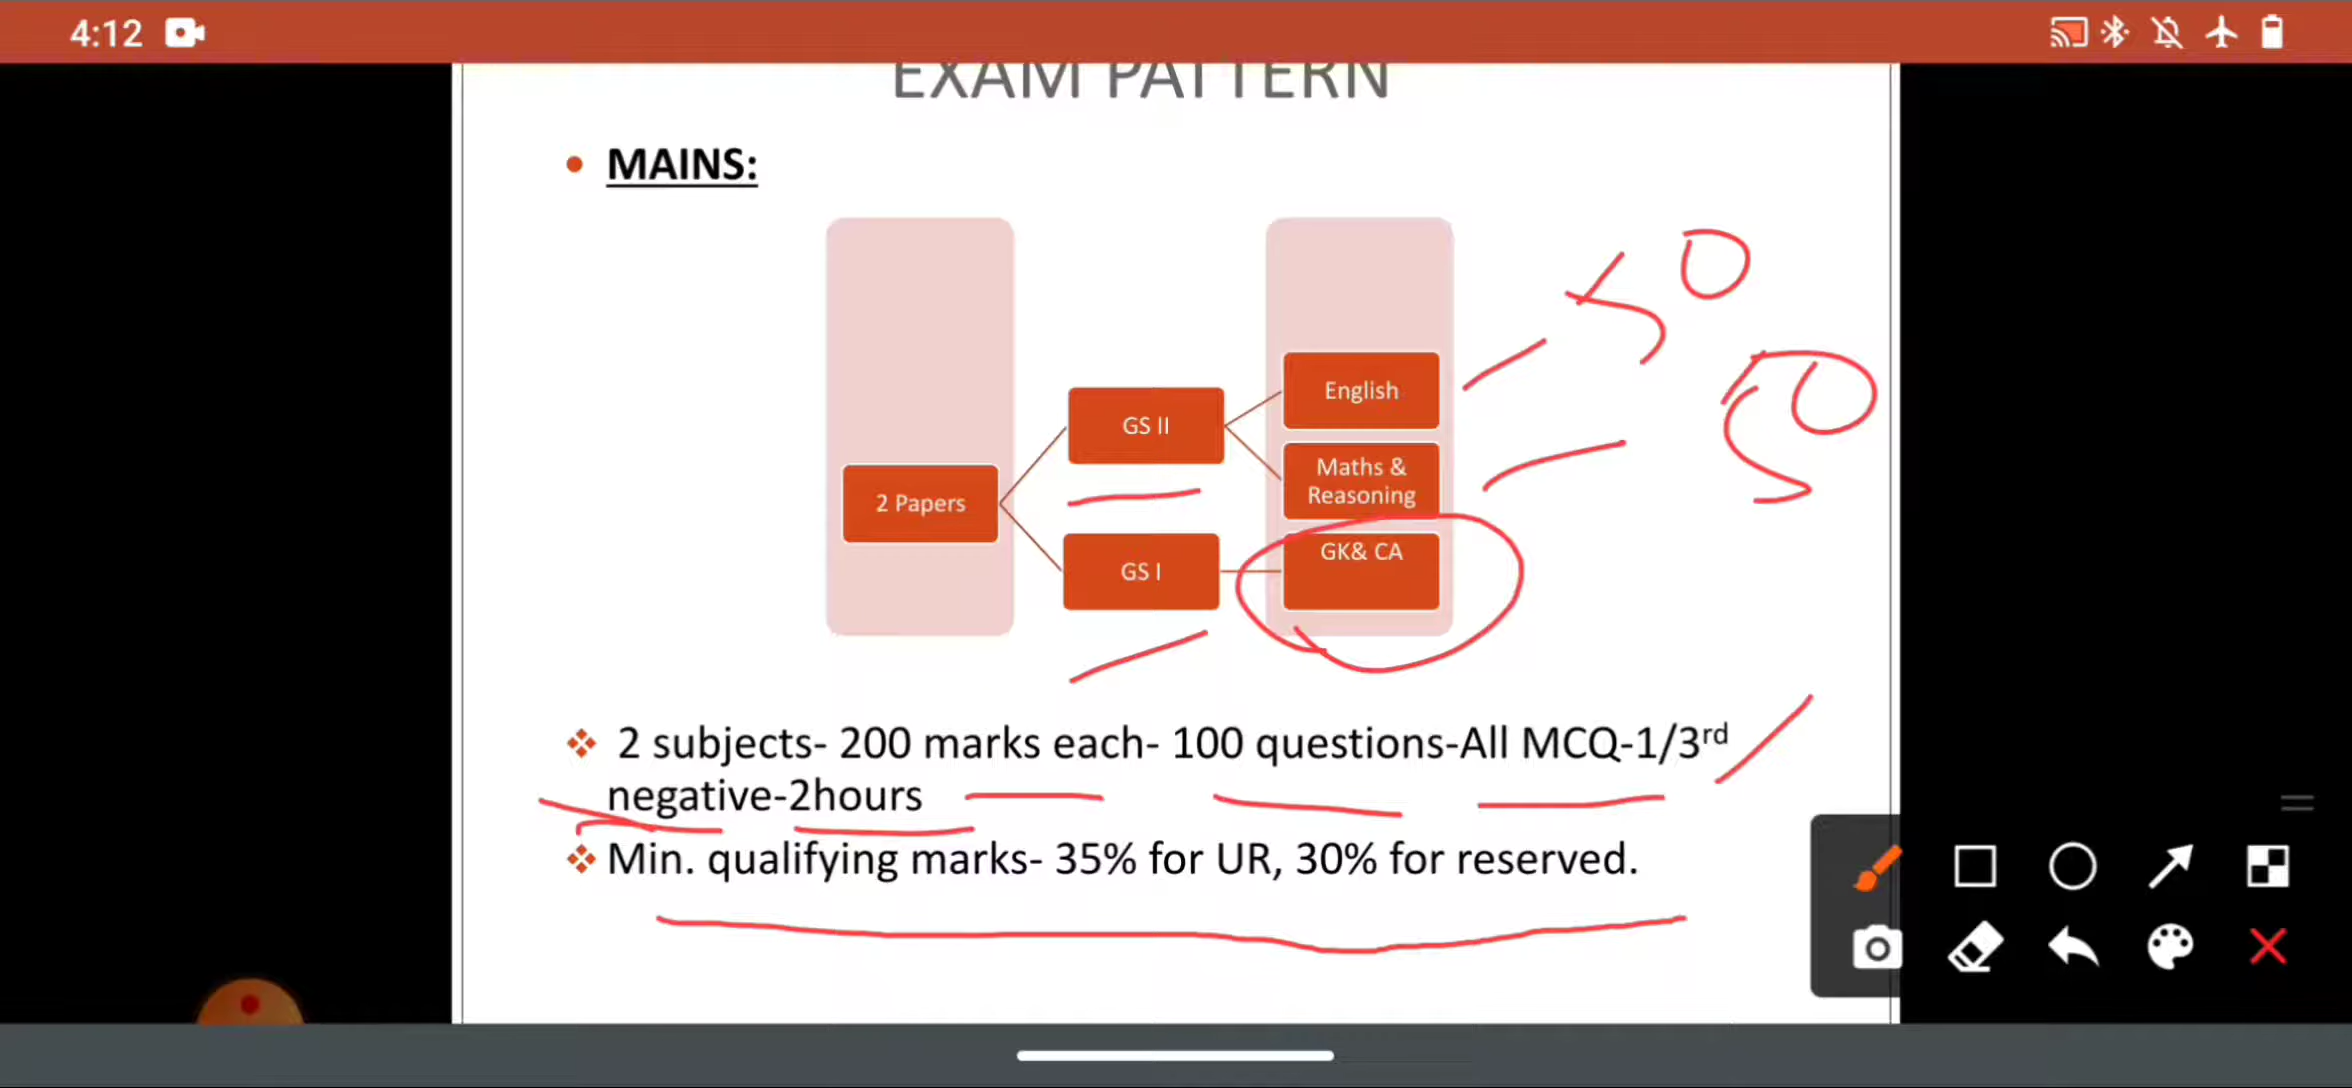 4:12
EXAM PATTERN
MAINS:
50
50
English
GS II
Maths &
Reasoning
2 Papers
GK& CA
GS I
2 subjects- 200 marks each- 100 questions-All MCQ-1/3rd
negative-2hours
Min. qualifying marks- 35% for UR, 30% for reserved.